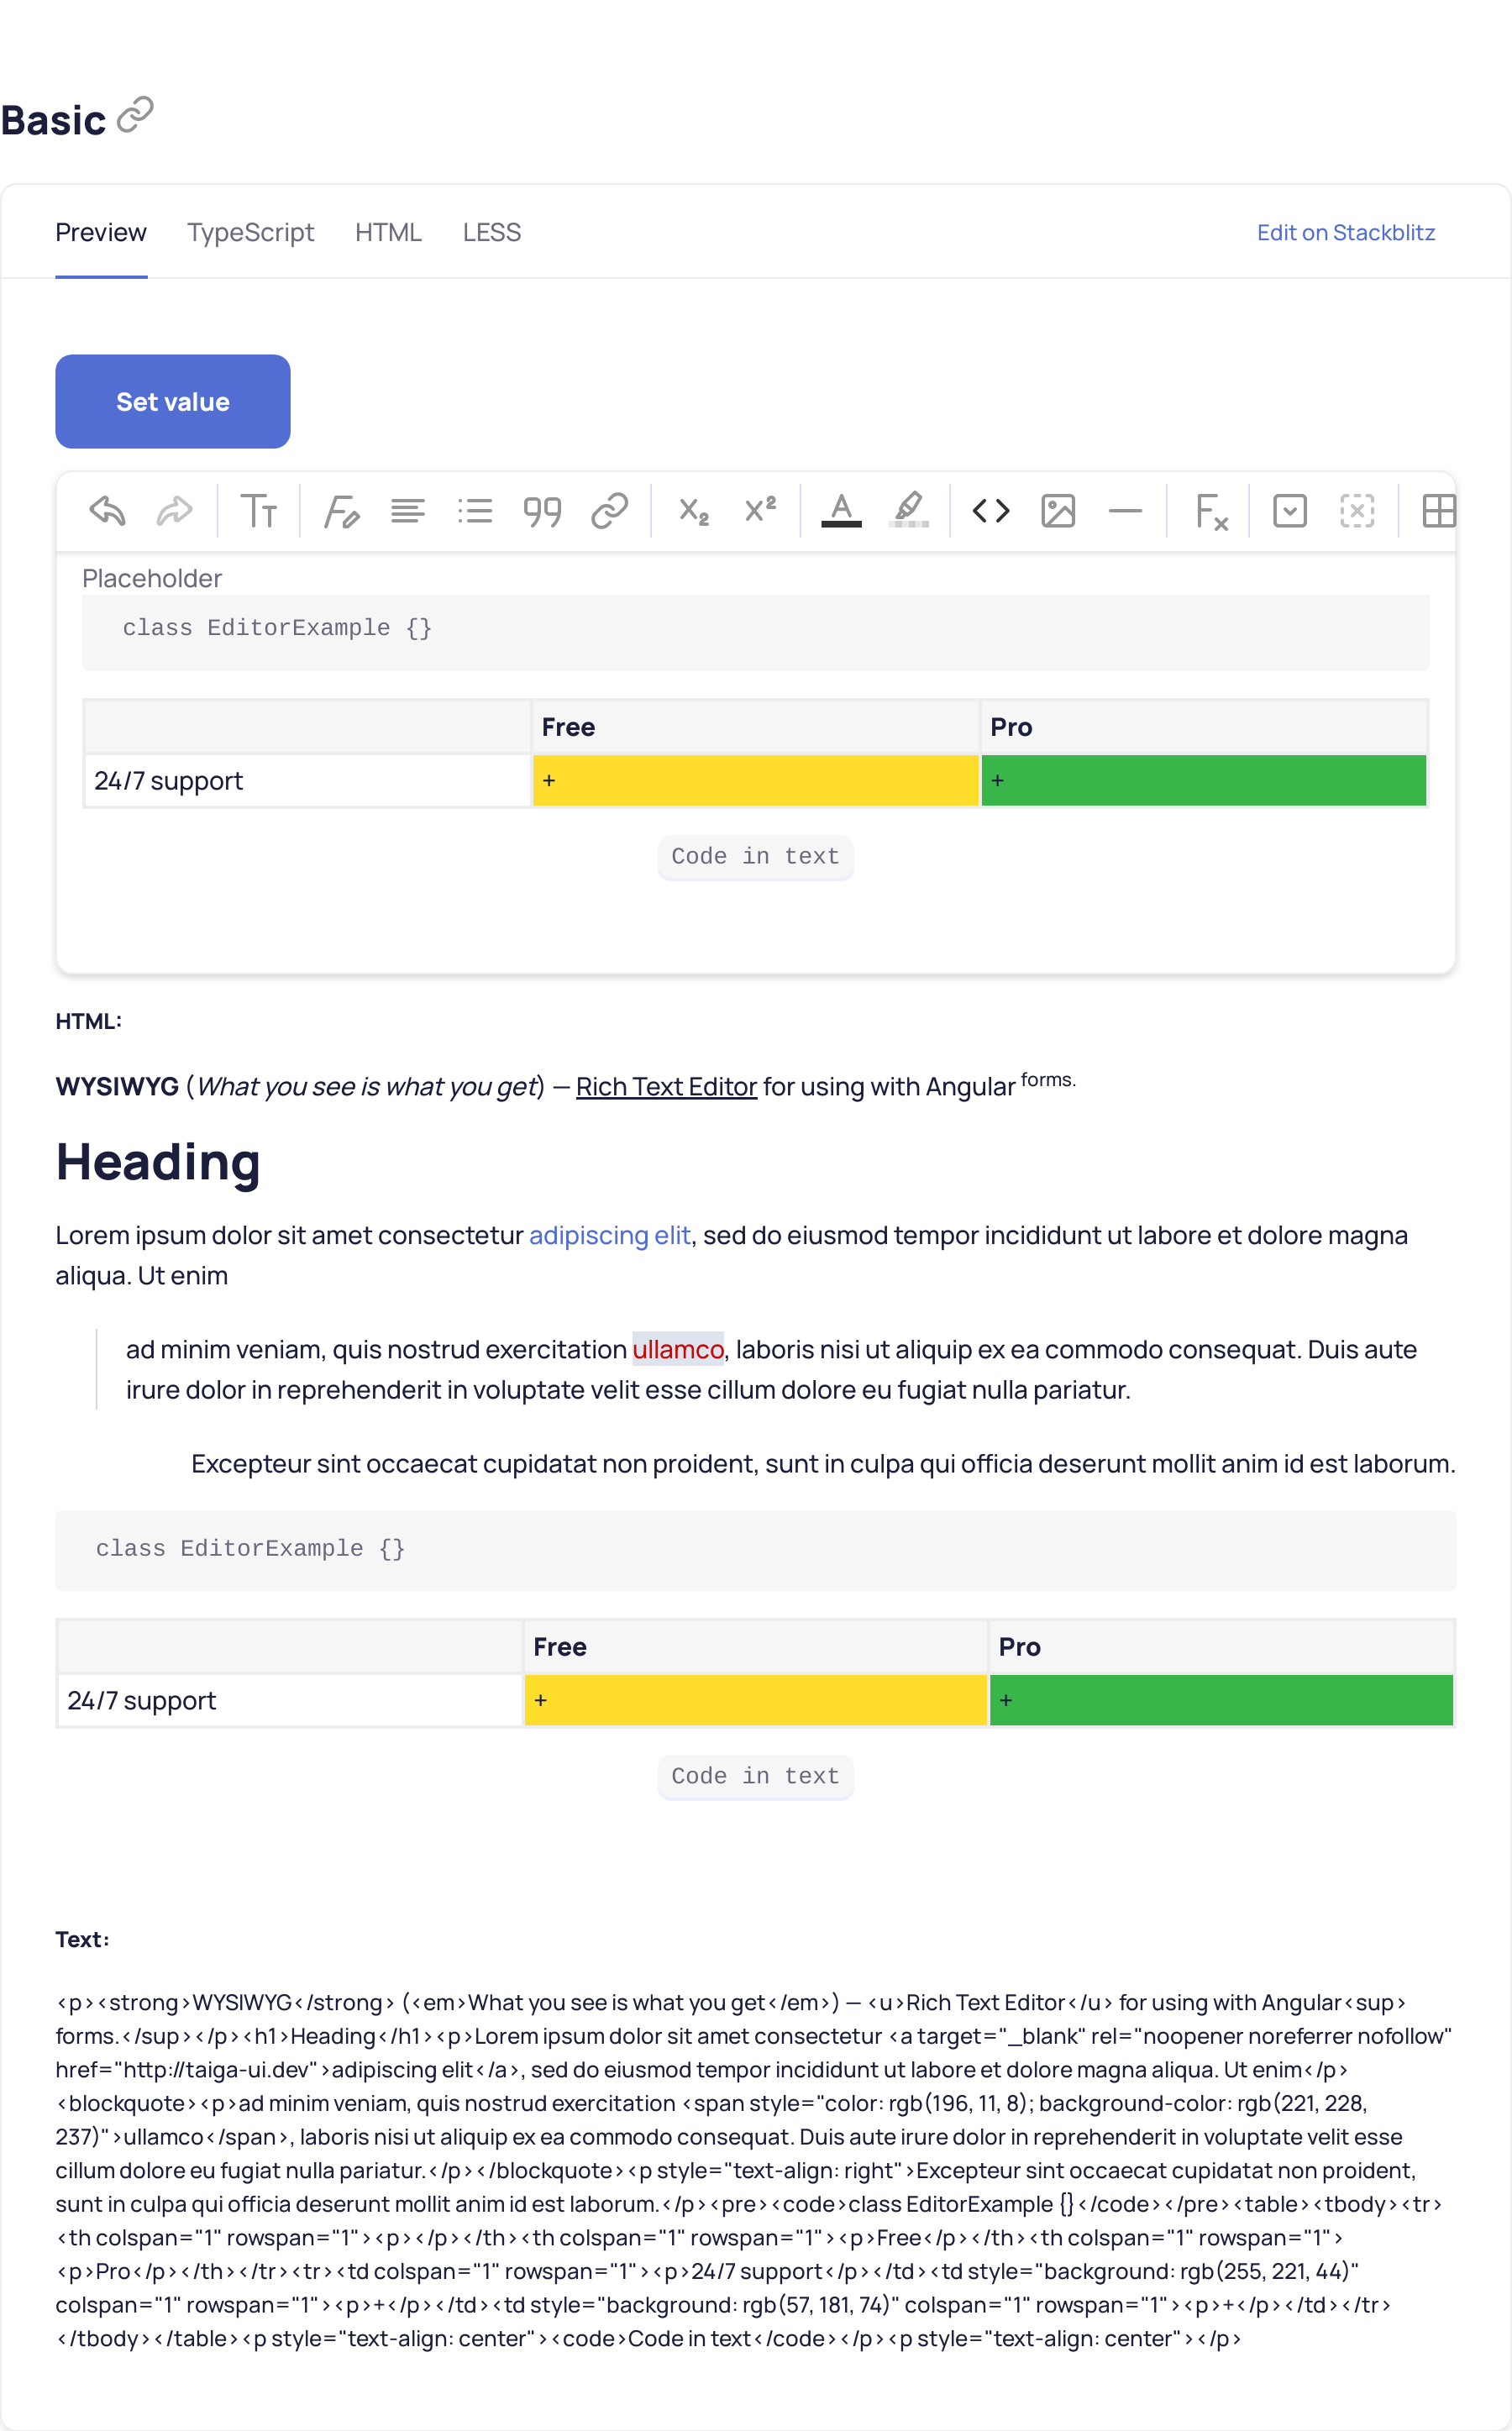 Basic
Preview TypeScript HTML LESS Edit on Stackblitz
Set value
Placeholder
class EditorExample {}
Free Pro
24/7 support + +
Code in text
HTML:
WYSIWYG (What you see is what you get) — Rich Text Editor for using with Angular forms.
Heading
Lorem ipsum dolor sit amet consectetur adipiscing elit, sed do eiusmod tempor incididunt ut labore et dolore magna
aliqua. Ut enim
ad minim veniam, quis nostrud exercitation ullamco, laboris nisi ut aliquip ex ea commodo consequat. Duis aute
irure dolor in reprehenderit in voluptate velit esse cillum dolore eu fugiat nulla pariatur.
Excepteur sint occaecat cupidatat non proident, sunt in culpa qui officia deserunt mollit anim id est laborum.
class EditorExample {}
Free Pro
24/7 support + +
Code in text
Text:
<p><strong>WYSIWYG</strong> (<em>What you see is what you get</em>) — <u>Rich Text Editor</u> for using with Angular<sup>
forms.</sup></p><h1>Heading</h1><p>Lorem ipsum dolor sit amet consectetur <a target="_blank" rel="noopener noreferrer nofollow"
href="http://taiga-ui.dev">adipiscing elit</a>, sed do eiusmod tempor incididunt ut labore et dolore magna aliqua. Ut enim</p>
<blockquote><p>ad minim veniam, quis nostrud exercitation <span style="color: rgb(196, 11, 8); background-color: rgb(221, 228,
237)">ullamco</span>, laboris nisi ut aliquip ex ea commodo consequat. Duis aute irure dolor in reprehenderit in voluptate velit esse
cillum dolore eu fugiat nulla pariatur.</p></blockquote><p style="text-align: right">Excepteur sint occaecat cupidatat non proident,
sunt in culpa qui officia deserunt mollit anim id est laborum.</p><pre><code>class EditorExample {}</code></pre><table><tbody><tr>
<th colspan="1" rowspan="1"><p></p></th><th colspan="1" rowspan="1"><p>Free</p></th><th colspan="1" rowspan="1">
<p>Pro</p></th></tr><tr><td colspan="1" rowspan="1"><p>24/7 support</p></td><td style="background: rgb(255, 221, 44)"
colspan="1" rowspan="1"><p>+</p></td><td style="background: rgb(57, 181, 74)" colspan="1" rowspan="1"><p>+</p></td></tr>
</tbody></table><p style="text-align: center"><code>Code in text</code></p><p style="text-align: center"></p>